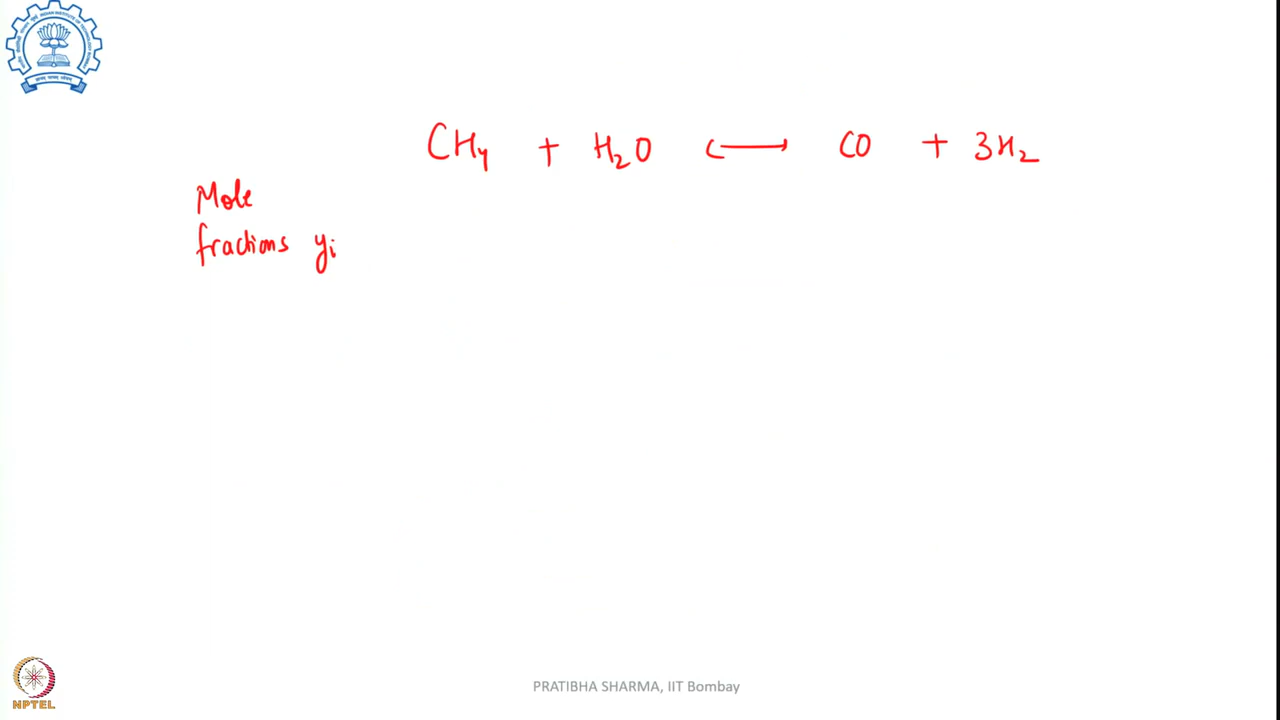 CH4 + H2O ⟷ CO + 3H2
Mole
fractions yi
NPTEL
PRATIBHA SHARMA, IIT Bombay